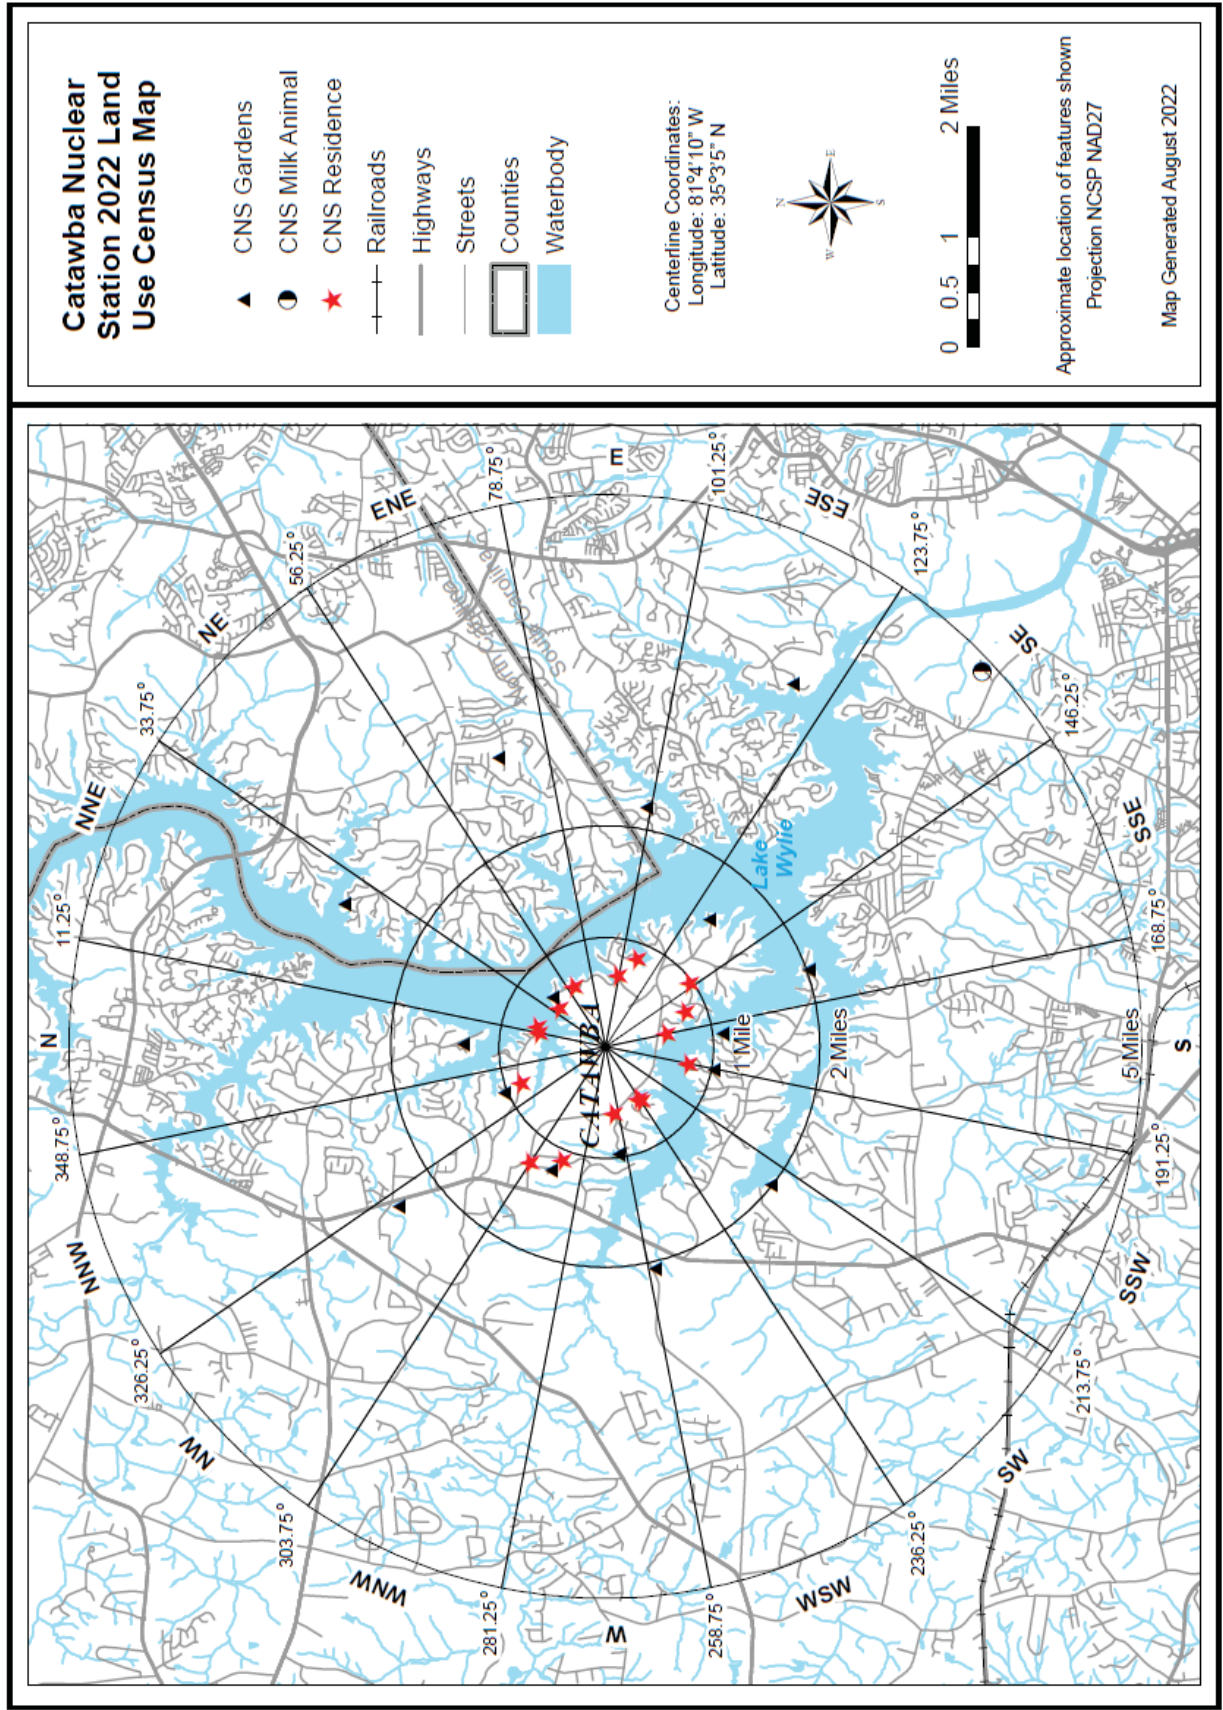 Catawba Nuclear
Station 2022 Land
Use Census Map
CNS Gardens
CNS Milk Animal
CNS Residence
Railroads
Highways
Streets
Counties
Waterbody
Centerline Coordinates:
Longitude: 81º4'10" W
Latitude: 35º3'5" N
N
E
S
W
0 0.5 1 2 Miles
Approximate location of features shown
Projection NCSP NAD27
Map Generated August 2022
N
11.25°
NNE
33.75°
NE
56.25°
ENE
78.75°
E
101.25°
ESE
123.75°
SE
146.25°
SSE
168.75°
S
191.25°
SSW
213.75°
SW
236.25°
WSW
258.75°
W
281.25°
WNW
303.75°
NW
326.25°
NNW
348.75°
CATAWBA
1 Mile
2 Miles
5 Miles
Lake
Wylie